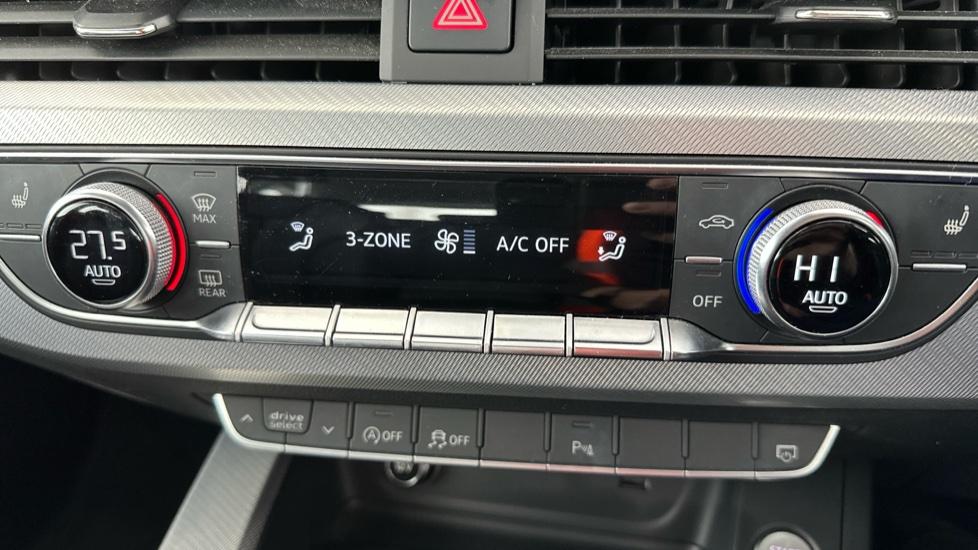 MAX
27.5
AUTO
3-ZONE
A/C OFF
REAR
OFF
HI
AUTO
drive
select
A OFF
OFF
P